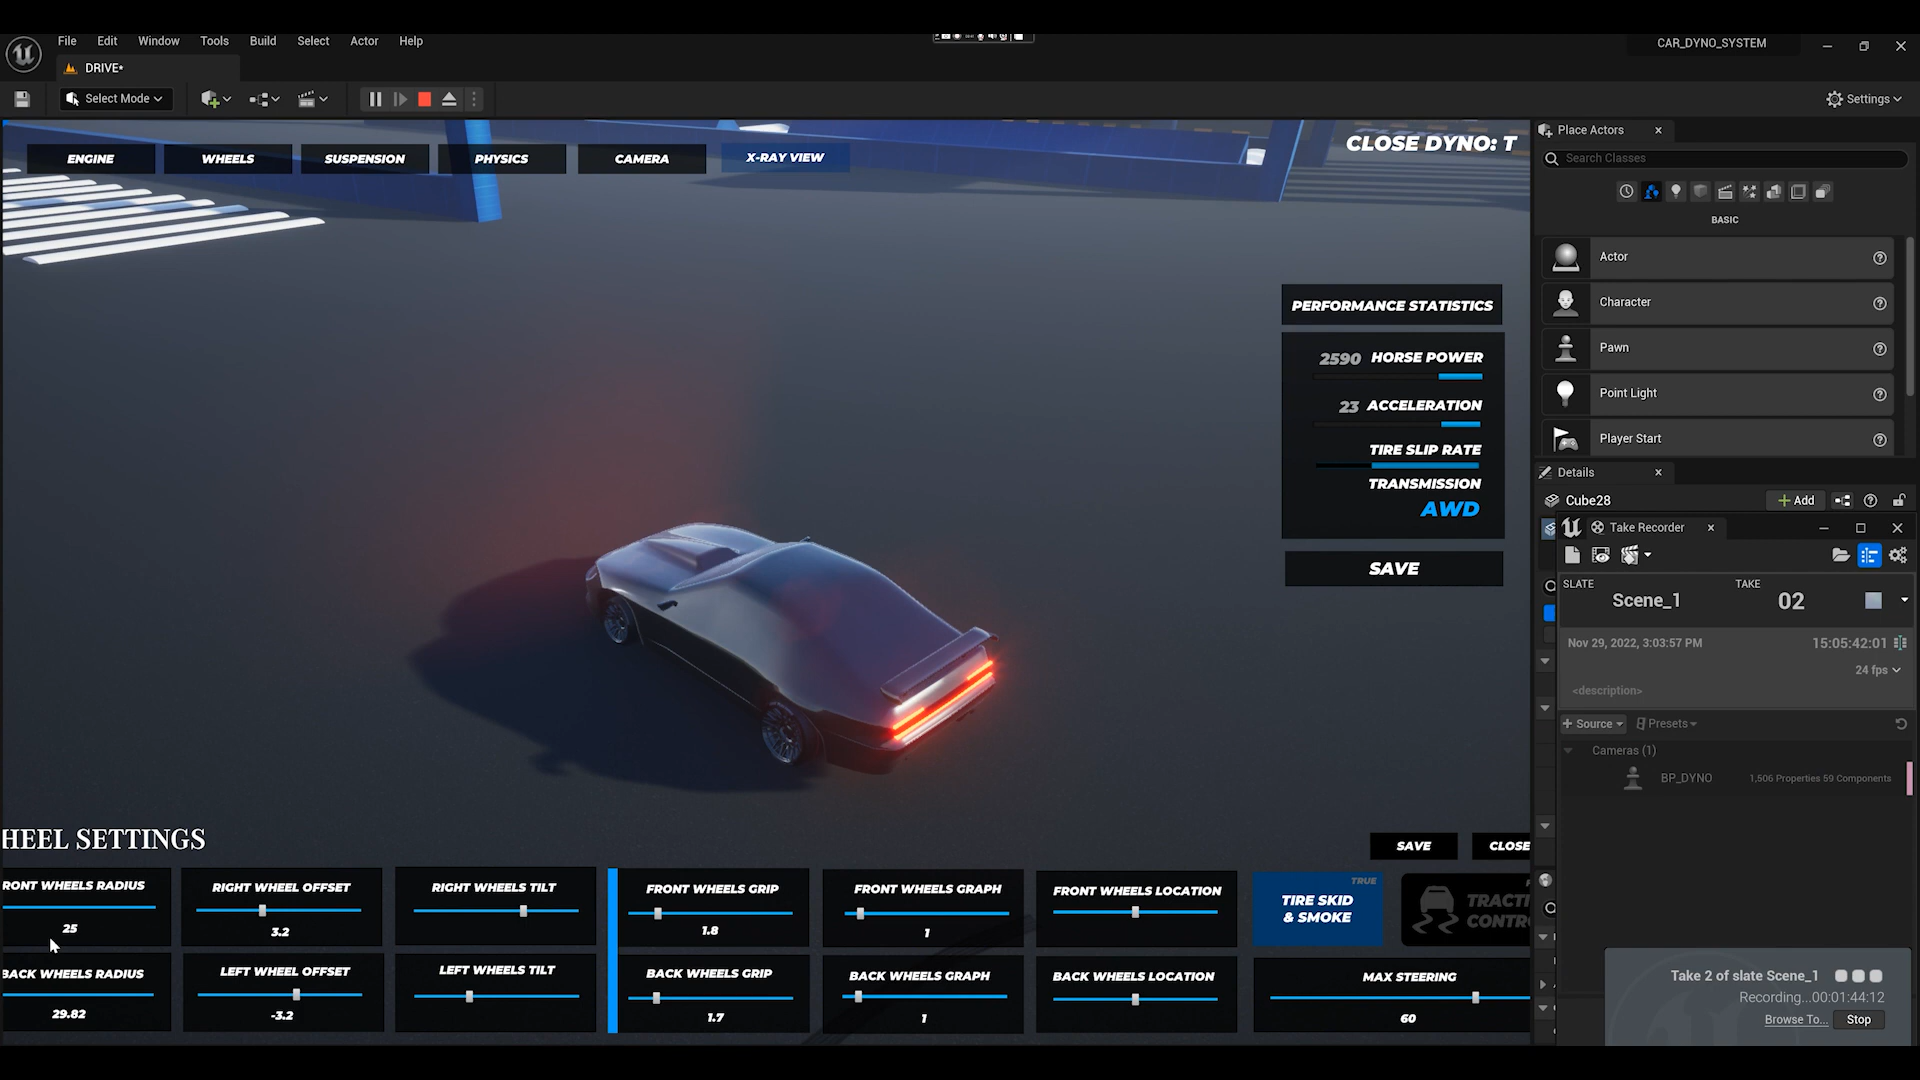 File Edit Window Tools Build Select Actor Help
CAR_DYNO_SYSTEM
DRIVE•
Select Mode
Settings
ENGINE
WHEELS
SUSPENSION
PHYSICS
CAMERA
X-RAY VIEW
CLOSE DYNO: T
PERFORMANCE STATISTICS
2590 HORSE POWER
23 ACCELERATION
TIRE SLIP RATE
TRANSMISSION
AWD
SAVE
Place Actors
Search Classes
BASIC
Actor
Character
Pawn
Point Light
Player Start
Details
Cube28
+ Add
Take Recorder
SLATE
TAKE
Scene_1
02
Nov 29, 2022, 3:03:57 PM
15:05:42:01
24 fps
<description>
+ Source
Presets
Cameras (1)
BP_DYNO
1,506 Properties 59 Components
HEEL SETTINGS
SAVE
CLOSE
RONT WHEELS RADIUS
25
RIGHT WHEEL OFFSET
3.2
RIGHT WHEELS TILT
FRONT WHEELS GRIP
1.8
FRONT WHEELS GRAPH
1
FRONT WHEELS LOCATION
TRUE
TIRE SKID
& SMOKE
TRACTI
CONTR
BACK WHEELS RADIUS
29.82
LEFT WHEEL OFFSET
-3.2
LEFT WHEELS TILT
BACK WHEELS GRIP
1.7
BACK WHEELS GRAPH
1
BACK WHEELS LOCATION
MAX STEERING
60
Take 2 of slate Scene_1
Recording...00:01:44:12
Browse To...
Stop